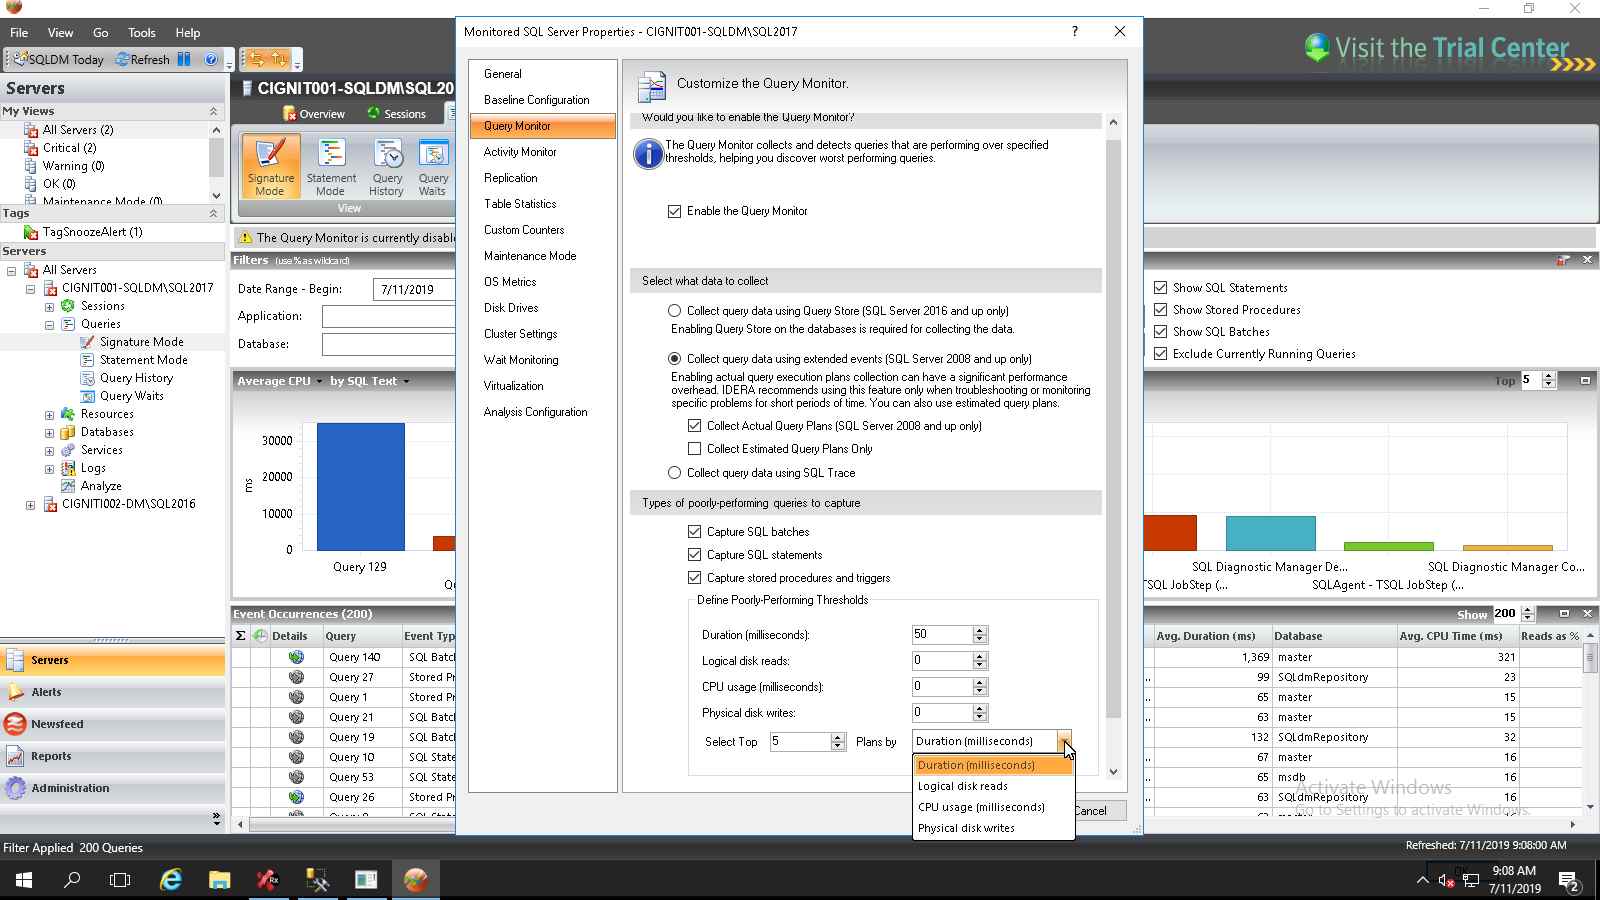 Monitored SQL Server Properties - CIGNIT001-SQLDM\SQL2017
?
File View Go Tools Help
SQLDM Today Refresh
Visit the Trial Center
Servers
My Views
All Servers (2)
Critical (2)
Warning (0)
OK (0)
Maintenance Mode (0)
Tags
TagSnoozeAlert (1)
Servers
All Servers
CIGNIT001-SQLDM\SQL2017
Sessions
Queries
Signature Mode
Statement Mode
Query History
Query Waits
Resources
Databases
Services
Logs
Analyze
CIGNITI002-DM\SQL2016
Servers
Alerts
Newsfeed
Reports
Administration
Filter Applied 200 Queries
CIGNIT001-SQLDM\SQL20
Overview Sessions
Signature Mode
Statement Mode
Query History
Query Waits
View
The Query Monitor is currently disable
Filters (use % as wildcard)
Date Range - Begin: 7/11/2019
Application:
Database:
Average CPU by SQL Text
ms
30000
20000
10000
0
Query 129
Event Occurrences (200)
Σ Details Query Event Typ
Query 140 SQL Batcl
Query 27 Stored Pr
Query 1 Stored Pr
Query 21 SQL Batcl
Query 19 SQL Batcl
Query 10 SQL State
Query 53 SQL State
Query 26 Stored Pr
General
Baseline Configuration
Query Monitor
Activity Monitor
Replication
Table Statistics
Custom Counters
Maintenance Mode
OS Metrics
Disk Drives
Cluster Settings
Wait Monitoring
Virtualization
Analysis Configuration
Customize the Query Monitor.
Would you like to enable the Query Monitor?
The Query Monitor collects and detects queries that are performing over specified
thresholds, helping you discover worst performing queries.
Enable the Query Monitor
Select what data to collect
Collect query data using Query Store (SQL Server 2016 and up only)
Enabling Query Store on the databases is required for collecting the data.
Collect query data using extended events (SQL Server 2008 and up only)
Enabling actual query execution plans collection can have a significant performance
overhead. IDERA recommends using this feature only when troubleshooting or monitoring
specific problems for short periods of time. You can also use estimated query plans.
Collect Actual Query Plans (SQL Server 2008 and up only)
Collect Estimated Query Plans Only
Collect query data using SQL Trace
Types of poorly-performing queries to capture
Capture SQL batches
Capture SQL statements
Capture stored procedures and triggers
Define Poorly-Performing Thresholds
Duration (milliseconds): 50
Logical disk reads: 0
CPU usage (milliseconds): 0
Physical disk writes: 0
Select Top 5 Plans by Duration (milliseconds)
Duration (milliseconds)
Logical disk reads
CPU usage (milliseconds)
Physical disk writes
Cancel
Show SQL Statements
Show Stored Procedures
Show SQL Batches
Exclude Currently Running Queries
Top 5
SQL Diagnostic Manager De... SQL Diagnostic Manager Co...
TSQL JobStep (... SQLAgent - TSQL JobStep (...
Show 200
Avg. Duration (ms) Database Avg. CPU Time (ms) Reads as %
1,369 master 321
99 SQLdmRepository 23
65 master 15
63 master 15
132 SQLdmRepository 32
67 master 16
65 msdb 16
63 SQLdmRepository 16
Activate Windows
Go to Settings to activate Windows.
Refreshed: 7/11/2019 9:08:00 AM
9:08 AM
7/11/2019
2